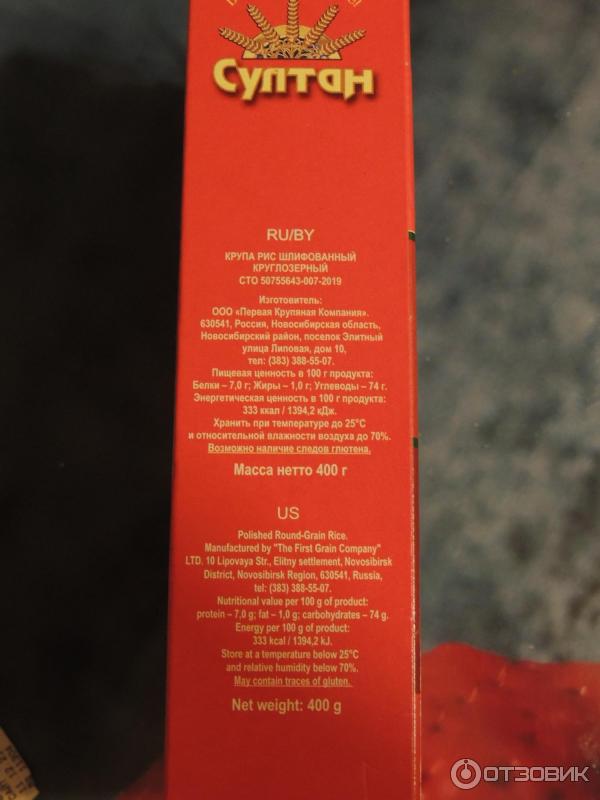 Султан
RU/BY
КРУПА РИС ШЛИФОВАННЫЙ
КРУГЛОЗЕРНЫЙ
СТО 50755643-007-2019
Изготовитель:
ООО «Первая Крупяная Компания».
630541, Россия, Новосибирская область,
Новосибирский район, поселок Элитный
улица Липовая, дом 10,
тел: (383) 388-55-07.
Пищевая ценность в 100 г продукта:
Белки – 7,0 г; Жиры – 1,0 г; Углеводы – 74 г.
Энергетическая ценность в 100 г продукта:
333 ккал / 1394,2 кДж.
Хранить при температуре до 25°С
и относительной влажности воздуха до 70%.
Возможно наличие следов глютена.
Масса нетто 400 г
US
Polished Round-Grain Rice.
Manufactured by "The First Grain Company"
LTD. 10 Lipovaya Str., Elitny settlement, Novosibirsk
District, Novosibirsk Region, 630541, Russia,
tel: (383) 388-55-07.
Nutritional value per 100 g of product:
protein – 7,0 g; fat – 1,0 g; carbohydrates – 74 g.
Energy per 100 g of product:
333 kcal / 1394,2 kJ.
Store at a temperature below 25°C
and relative humidity below 70%.
May contain traces of gluten.
Net weight: 400 g
ОТЗОВИК